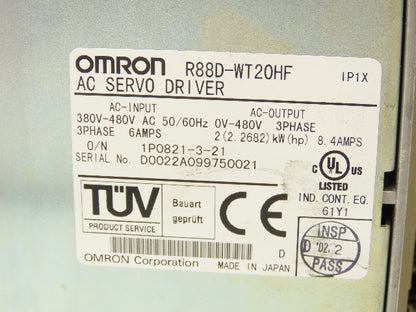 OMRON R88D-WT20HF IP1X
AC SERVO DRIVER
AC-INPUT AC-OUTPUT
380V-480V AC 50/60Hz 0V-480V 3PHASE
3PHASE 6AMPS 2(2.2682)kW(hp) 8.4AMPS
O/N 1P0821-3-21
SERIAL No. D0022A099750021
C UL US
LISTED
IND. CONT. EQ.
61Y1
TÜV
PRODUCT SERVICE
Bauart
geprüft
CE
INSP
D '02. 2
PASS
D
OMRON Corporation MADE IN JAPAN